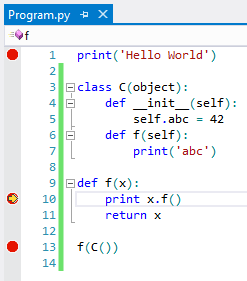 Program.py
f
1 print('Hello World')
2
3 class C(object):
4     def __init__(self):
5         self.abc = 42
6     def f(self):
7         print('abc')
8
9 def f(x):
10     print x.f()
11     return x
12
13 f(C())
14